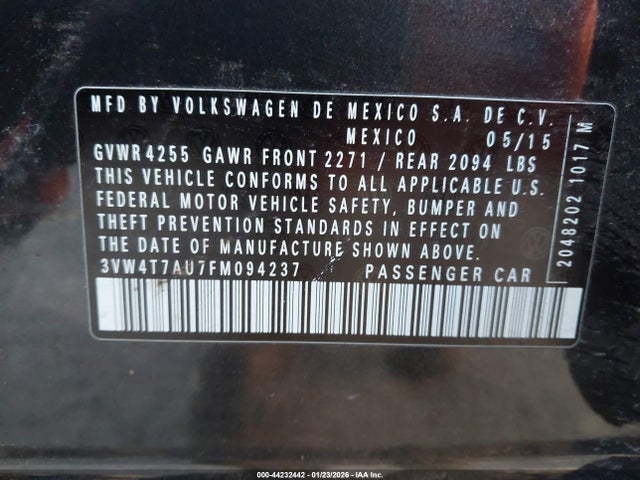 MFD BY VOLKSWAGEN DE MEXICO S.A. DE C.V.
MEXICO 05/15
GVWR 4255 GAWR FRONT 2271 / REAR 2094 LBS
THIS VEHICLE CONFORMS TO ALL APPLICABLE U.S.
FEDERAL MOTOR VEHICLE SAFETY, BUMPER AND
THEFT PREVENTION STANDARDS IN EFFECT ON
THE DATE OF MANUFACTURE SHOWN ABOVE.
3VW4T7AU7FM094237 PASSENGER CAR
2048202 1017 M
000-44232442 - 01/23/2026 - IAA Inc.